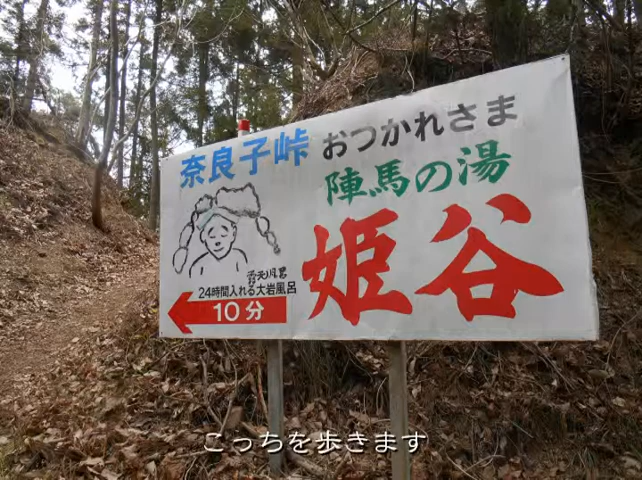 奈良子峠 おつかれさま
陣馬の湯
姫谷
24時間入れる大岩風呂
10分
こっちを歩きます